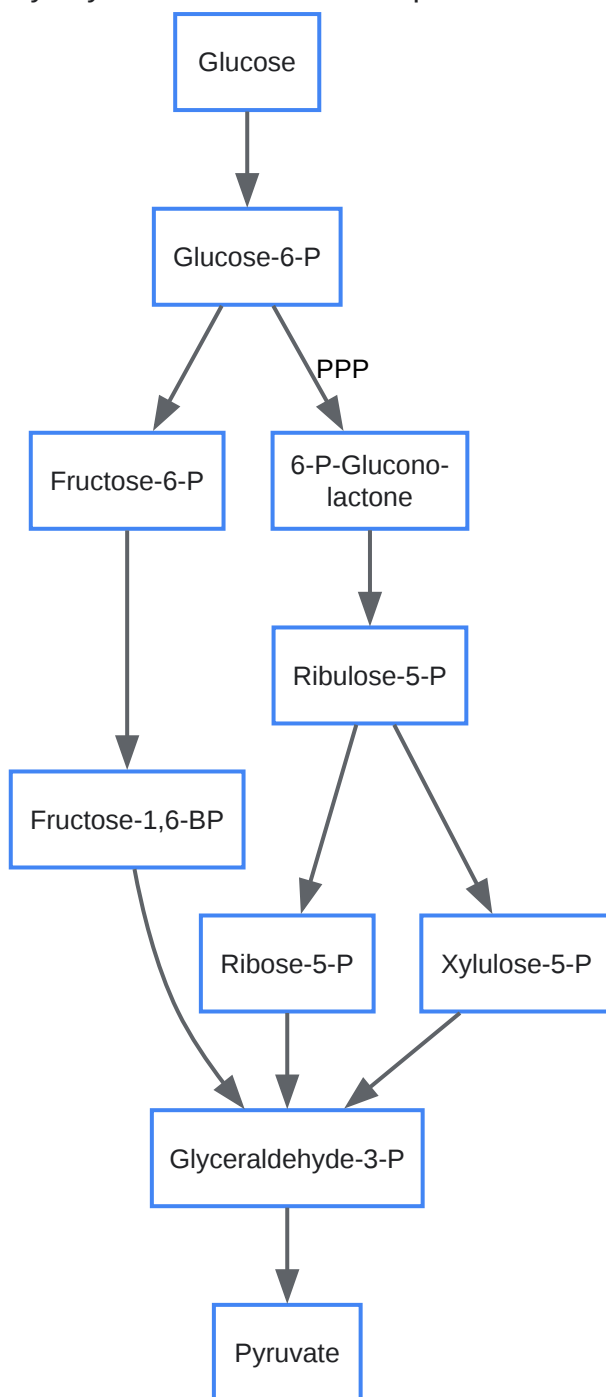 Glucose
Glucose-6-P
PPP
Fructose-6-P
6-P-Glucono-
lactone
Ribulose-5-P
Fructose-1,6-BP
Ribose-5-P
Xylulose-5-P
Glyceraldehyde-3-P
Pyruvate